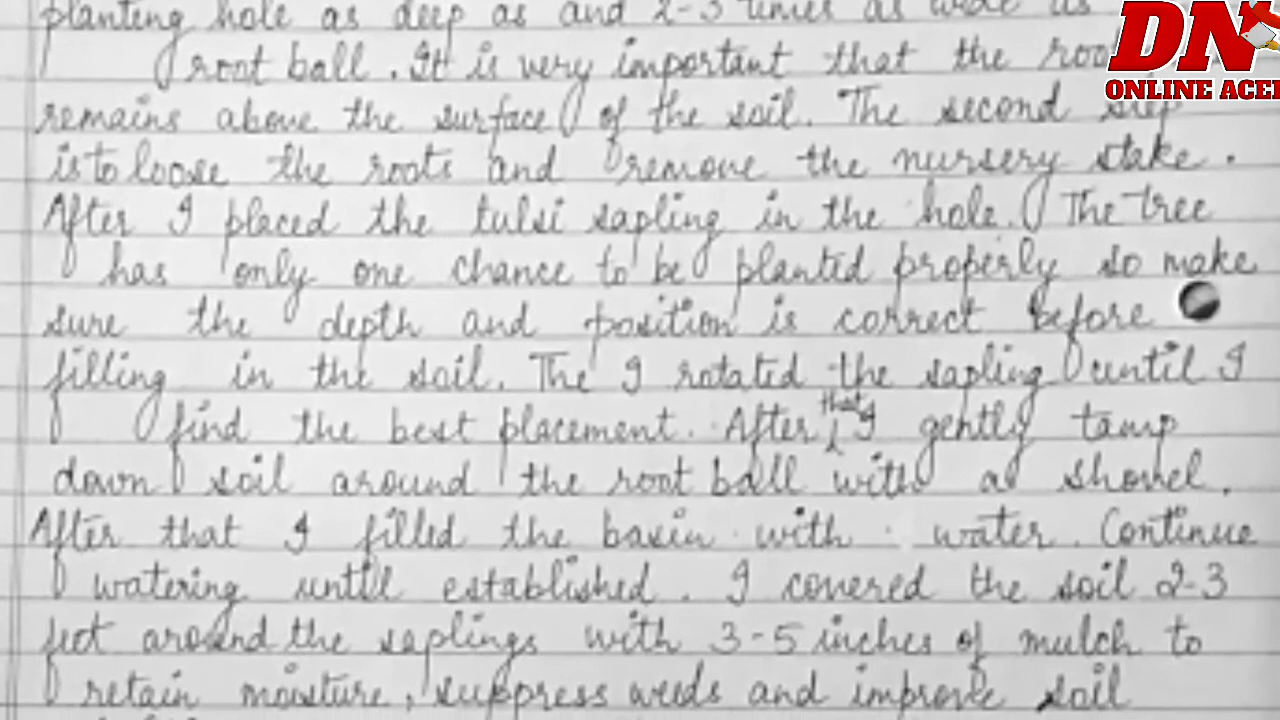 planting hole as deep as and 2-3 times as wide as
root ball. It is very important that the
remains above the surface of the soil. The second step
is to loose the roots and remove the nursery stake.
After I placed the tulsi sapling in the hole. The tree
has only one chance to be planted properly so make
sure the depth and position is correct before
filling in the soil. The I rotated the sapling until I
find the best placement. After that I gently tamp
down soil around the root ball with a shovel.
After that I filled the basin with water. Continue
watering until established. I covered the soil 2-3
feet around the saplings with 3-5 inches of mulch to
retain moisture, suppress weeds and improve soil
DN
ONLINE